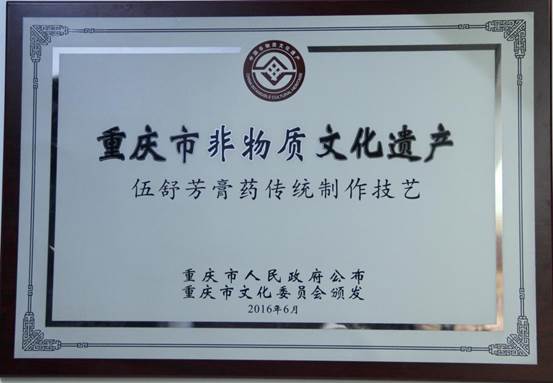 重庆市非物质文化遗产
伍舒芳膏药传统制作技艺
重庆市人民政府公布
重庆市文化委员会颁发
2016年6月